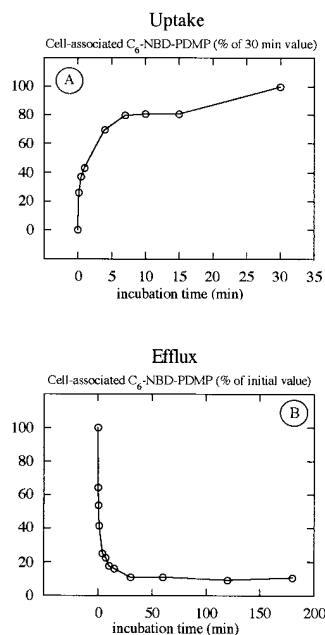 Uptake
Cell-associated C6-NBD-PDMP (% of 30 min value)
A
100
80
60
40
20
0
0 5 10 15 20 25 30 35
incubation time (min)
Efflux
Cell-associated C6-NBD-PDMP (% of initial value)
B
100
80
60
40
20
0
0 50 100 150 200
incubation time (min)